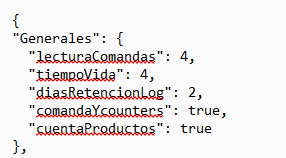 {
"Generales": {
"lecturaComandas": 4,
"tiempoVida": 4,
"diasRetencionLog": 2,
"comandaYcounters": true,
"cuentaProductos": true
},